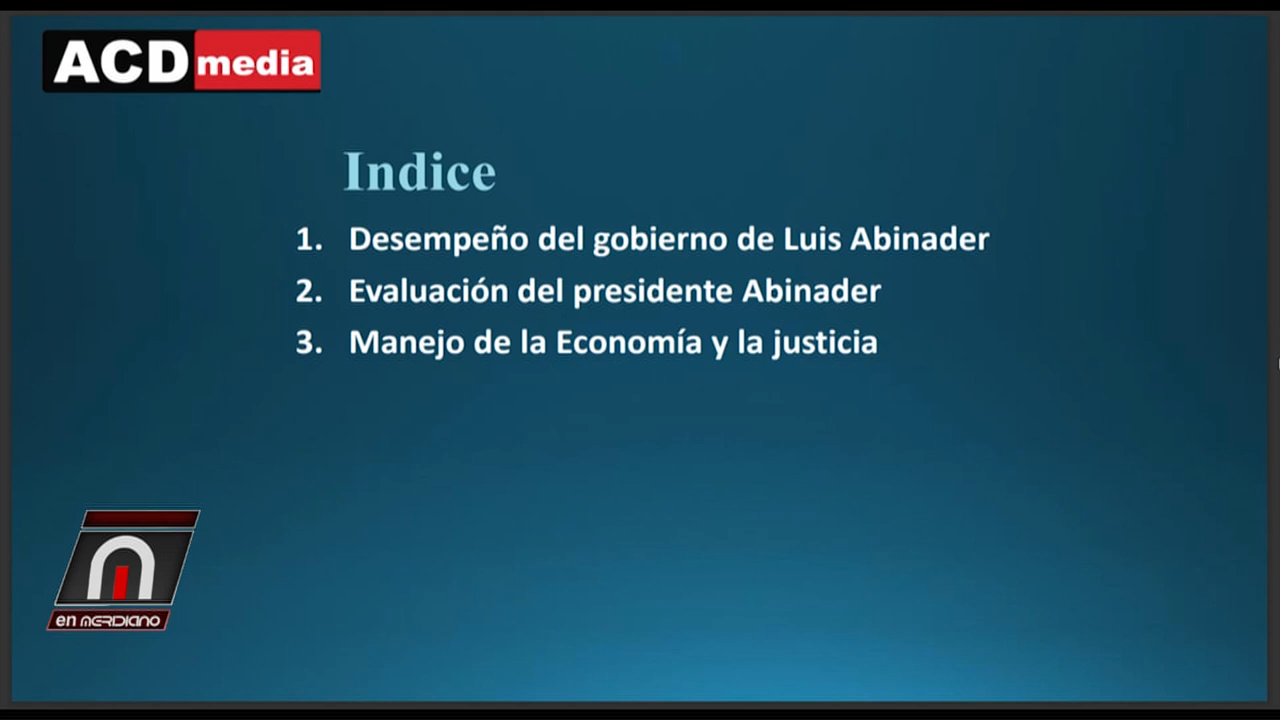 ACD media
Indice
1. Desempeño del gobierno de Luis Abinader
2. Evaluación del presidente Abinader
3. Manejo de la Economía y la justicia
en MERIDIANO